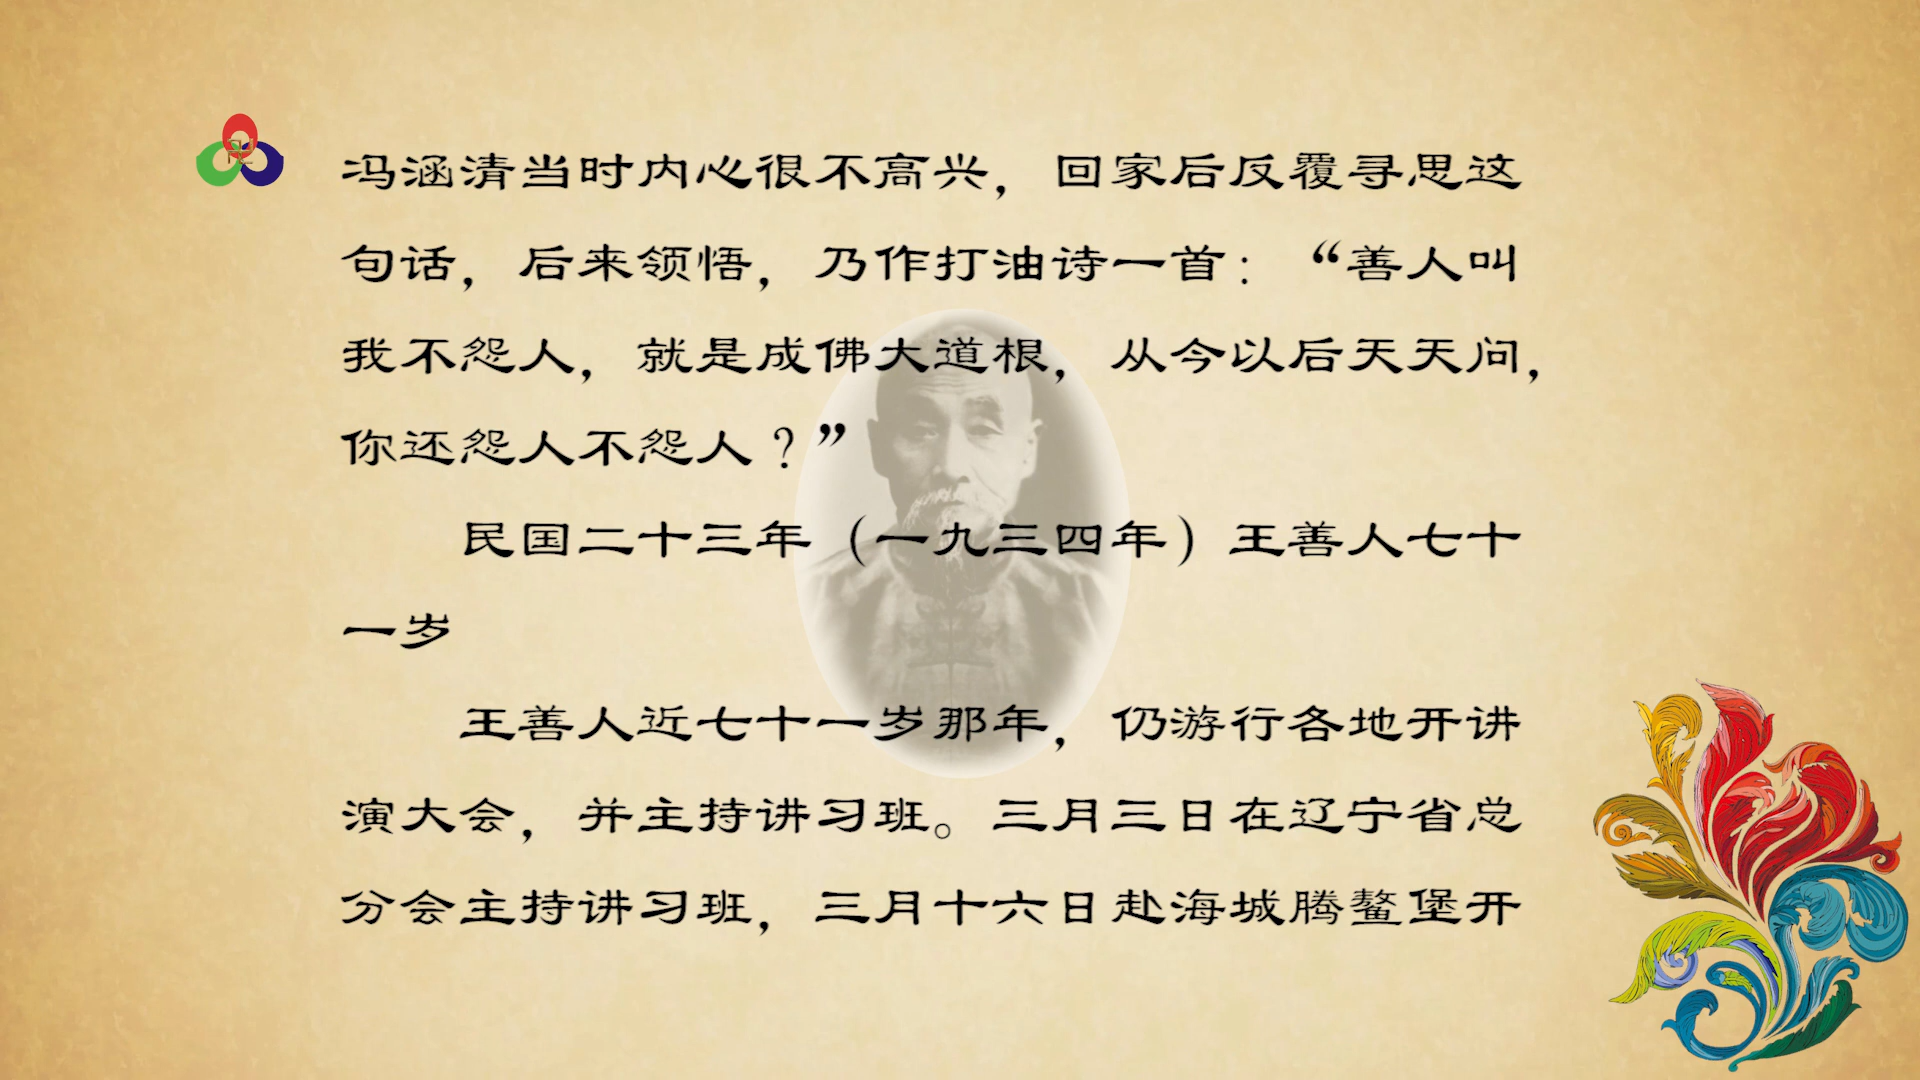 冯涵清当时内心很不高兴，回家后反覆寻思这
句话，后来领悟，乃作打油诗一首：“善人叫
我不怨人，就是成佛大道根，从今以后天天问，
你还怨人不怨人？”
民国二十三年（一九三四年）王善人七十
一岁
王善人近七十一岁那年，仍游行各地开讲
演大会，并主持讲习班。三月三日在辽宁省总
分会主持讲习班，三月十六日赴海城腾鳌堡开